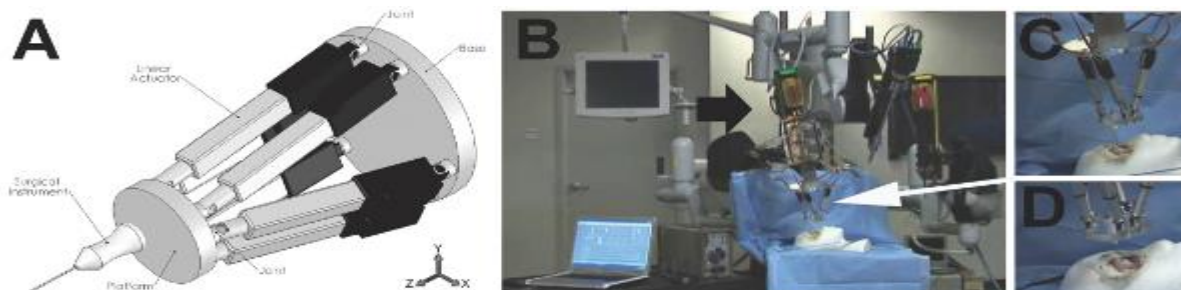 A
Joint
Base
Linear
Actuator
Surgical
Instrument
Platform
Joint
Y
Z
X
B
C
D